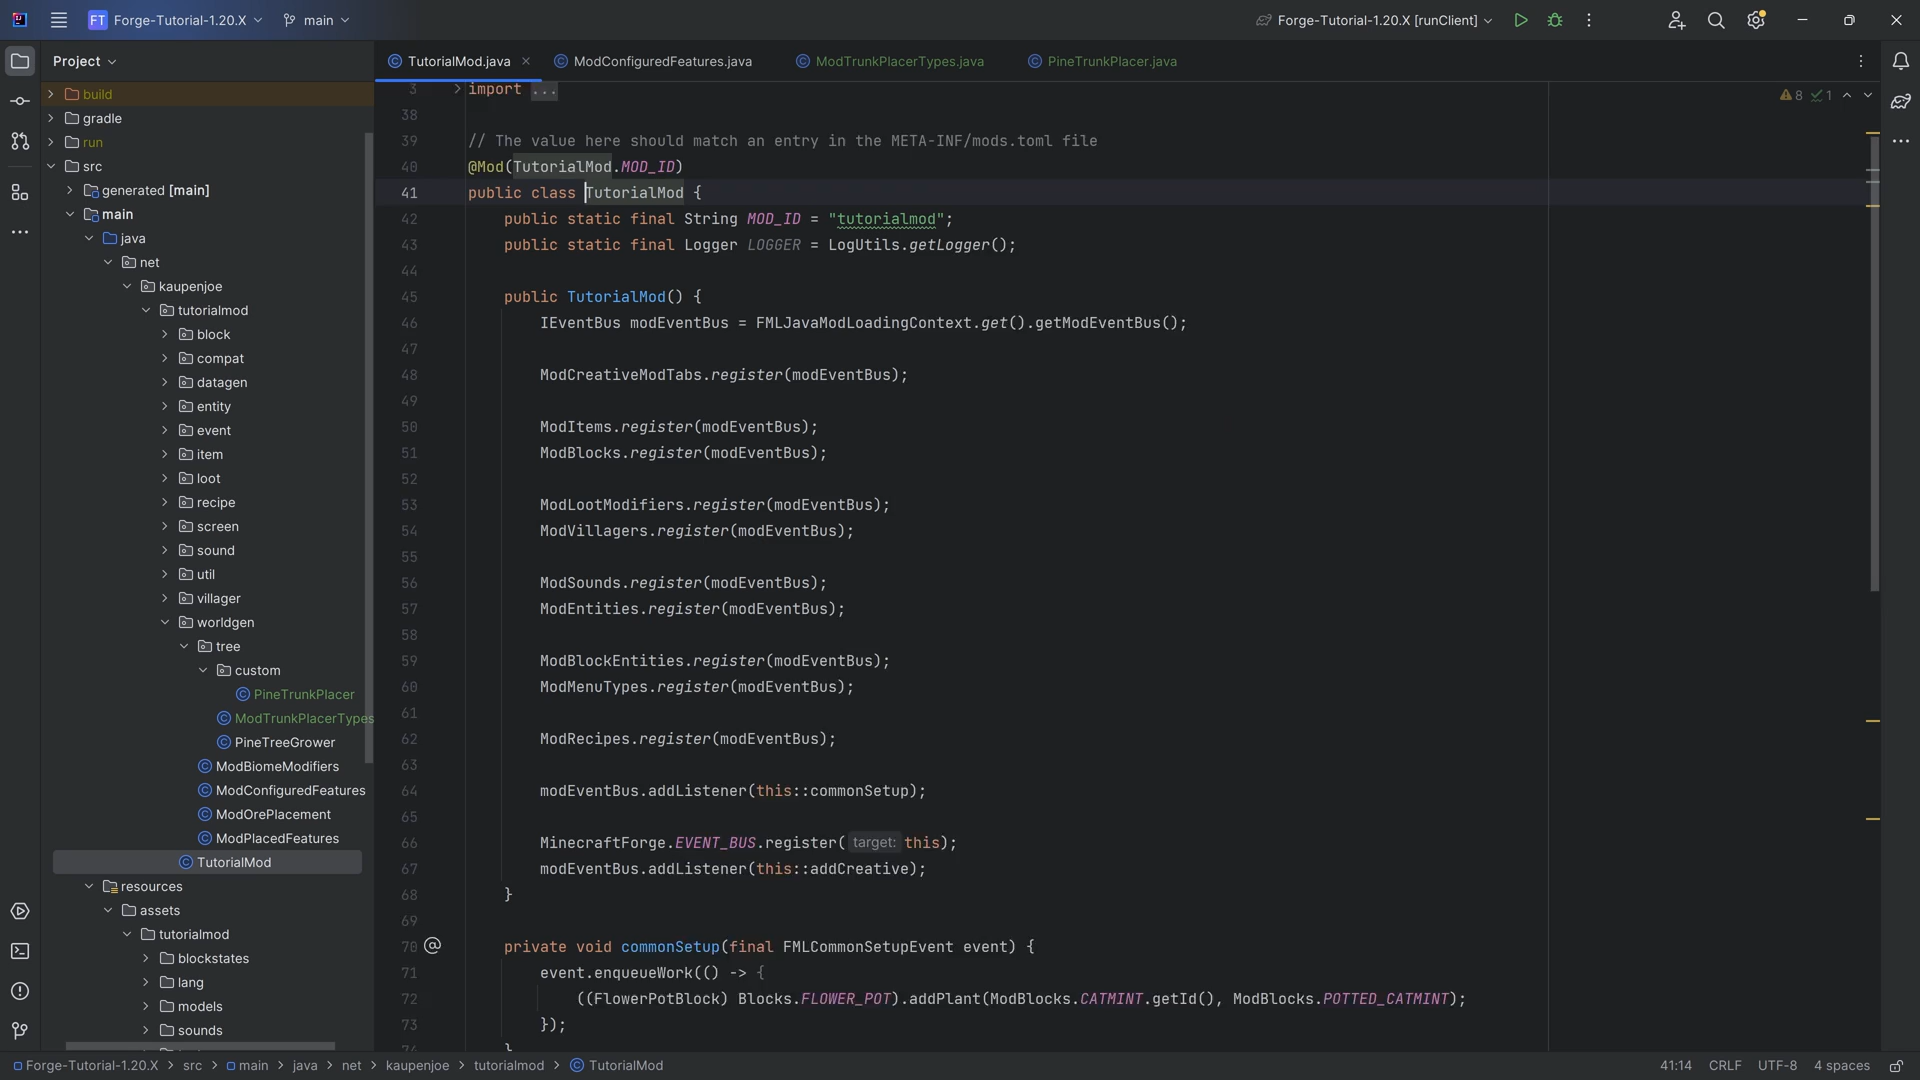 FT Forge-Tutorial-1.20.X main Forge-Tutorial-1.20.X [runClient]
Project
TutorialMod.java ModConfiguredFeatures.java ModTrunkPlacerTypes.java PineTrunkPlacer.java
build
gradle
run
src
generated [main]
main
java
net
kaupenjoe
tutorialmod
block
compat
datagen
entity
event
item
loot
recipe
screen
sound
util
villager
worldgen
tree
custom
PineTrunkPlacer
ModTrunkPlacerTypes
PineTreeGrower
ModBiomeModifiers
ModConfiguredFeatures
ModOrePlacement
ModPlacedFeatures
TutorialMod
resources
assets
tutorialmod
blockstates
lang
models
sounds
8 1
3 import ...
38
39 // The value here should match an entry in the META-INF/mods.toml file
40 @Mod(TutorialMod.MOD_ID)
41 public class TutorialMod {
42 public static final String MOD_ID = "tutorialmod";
43 public static final Logger LOGGER = LogUtils.getLogger();
44
45 public TutorialMod() {
46 IEventBus modEventBus = FMLJavaModLoadingContext.get().getModEventBus();
47
48 ModCreativeModTabs.register(modEventBus);
49
50 ModItems.register(modEventBus);
51 ModBlocks.register(modEventBus);
52
53 ModLootModifiers.register(modEventBus);
54 ModVillagers.register(modEventBus);
55
56 ModSounds.register(modEventBus);
57 ModEntities.register(modEventBus);
58
59 ModBlockEntities.register(modEventBus);
60 ModMenuTypes.register(modEventBus);
61
62 ModRecipes.register(modEventBus);
63
64 modEventBus.addListener(this::commonSetup);
65
66 MinecraftForge.EVENT_BUS.register( target: this);
67 modEventBus.addListener(this::addCreative);
68 }
69
70 private void commonSetup(final FMLCommonSetupEvent event) {
71 event.enqueueWork(() -> {
72 ((FlowerPotBlock) Blocks.FLOWER_POT).addPlant(ModBlocks.CATMINT.getId(), ModBlocks.POTTED_CATMINT);
73 });
74 }
Forge-Tutorial-1.20.X > src > main > java > net > kaupenjoe > tutorialmod > TutorialMod 41:14 CRLF UTF-8 4 spaces